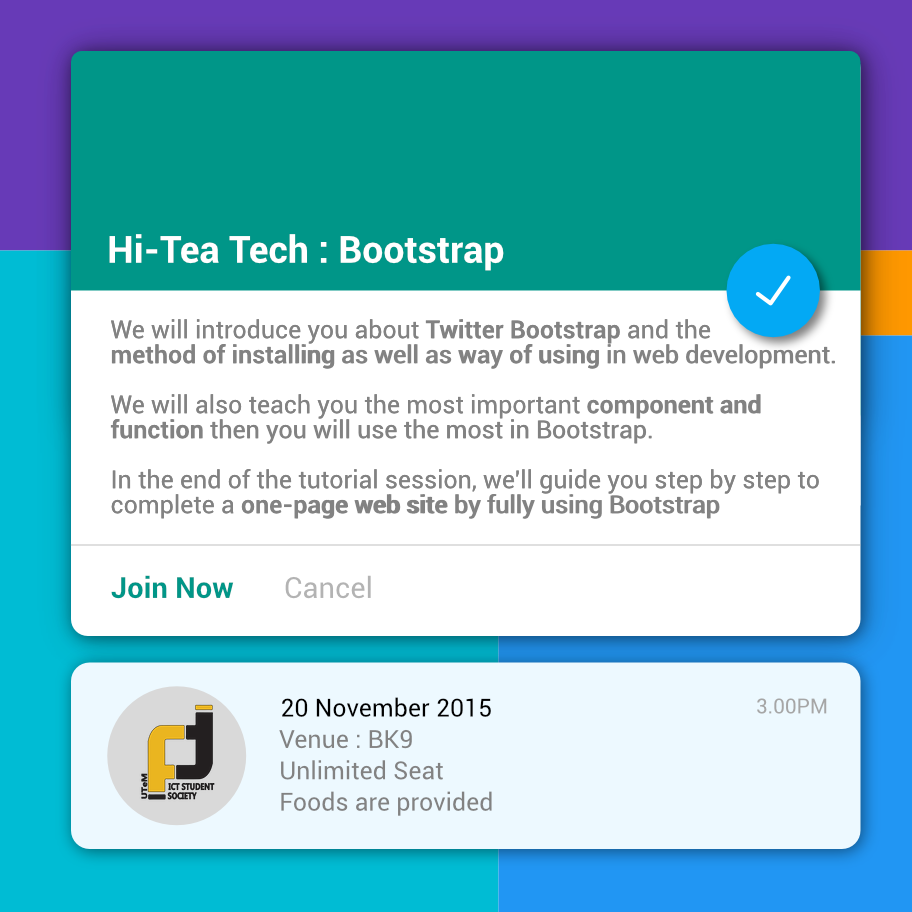 Hi-Tea Tech : Bootstrap
We will introduce you about Twitter Bootstrap and the
method of installing as well as way of using in web development.
We will also teach you the most important component and
function then you will use the most in Bootstrap.
In the end of the tutorial session, we'll guide you step by step to
complete a one-page web site by fully using Bootstrap
Join Now Cancel
20 November 2015
3.00PM
Venue : BK9
Unlimited Seat
Foods are provided
UTeM
ICT STUDENT
SOCIETY